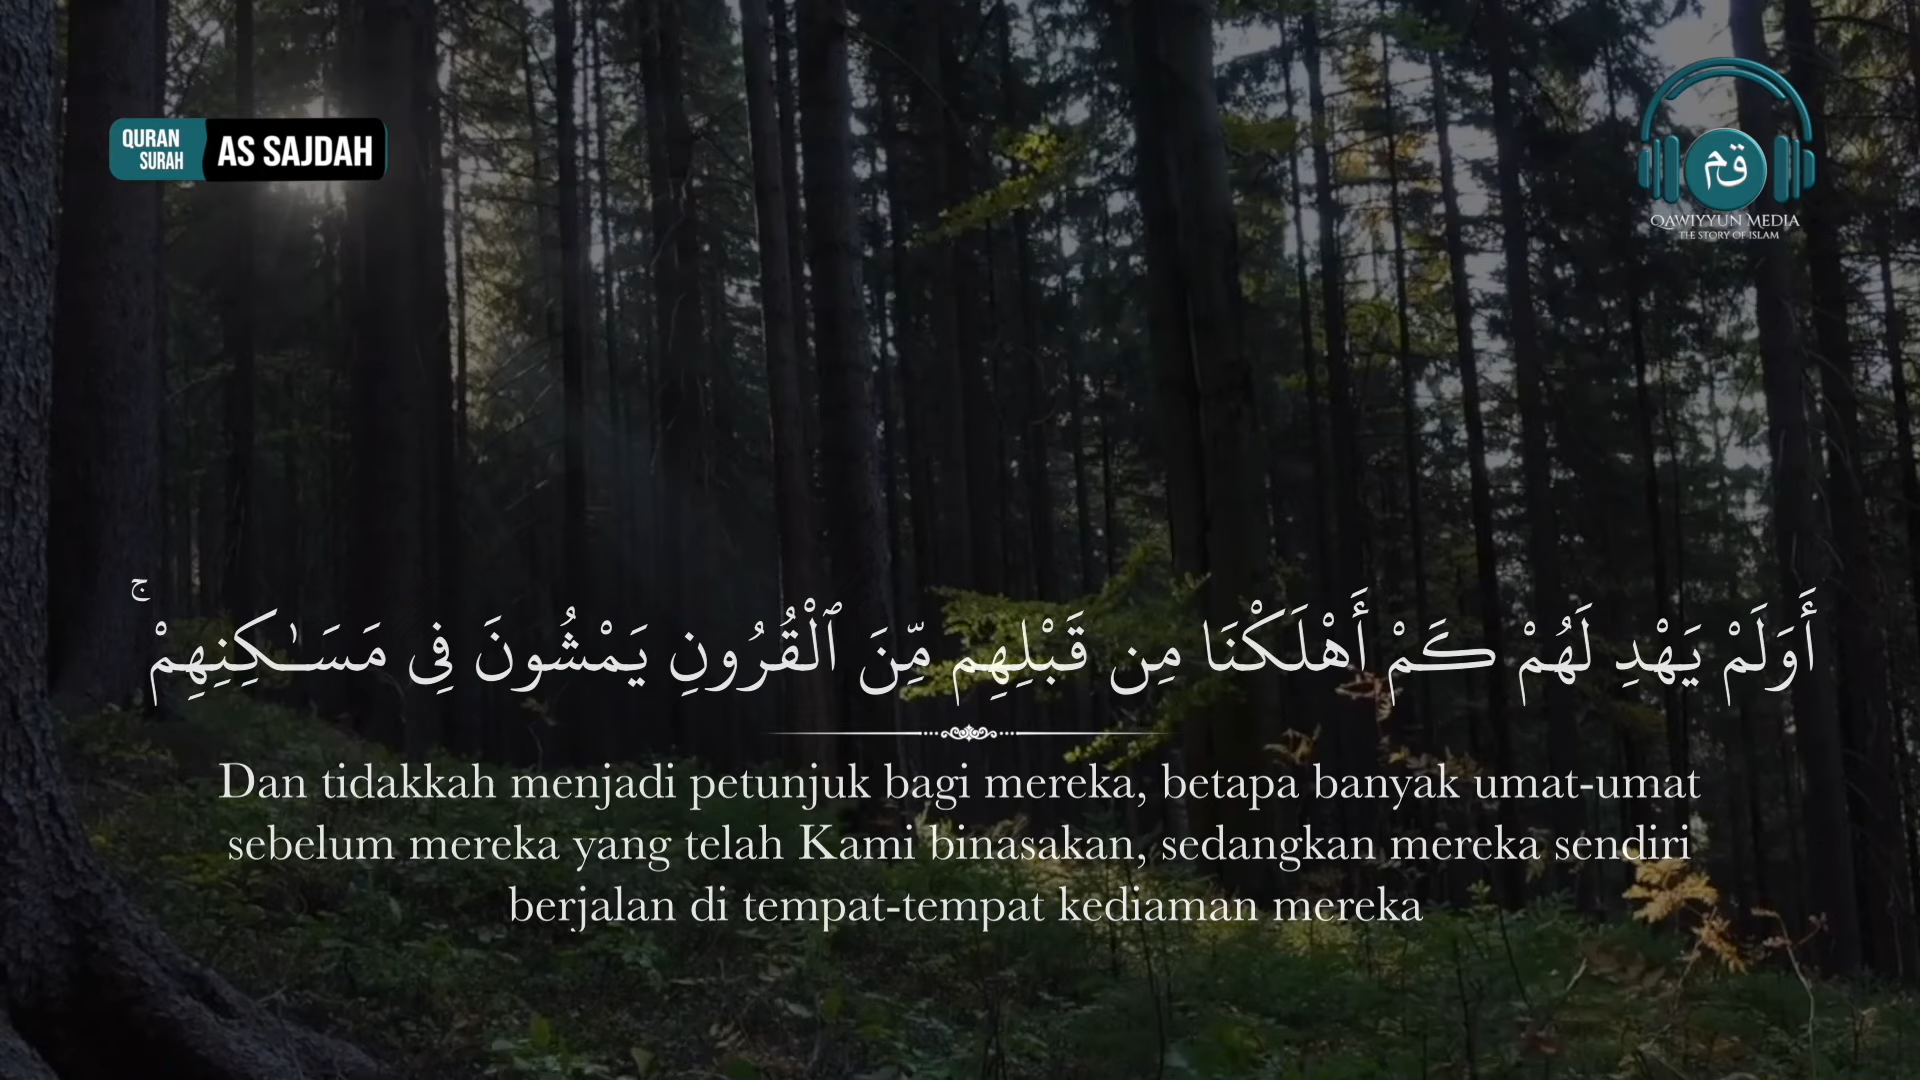 QURAN
SURAH
AS SAJDAH
قم
QAWIYYUN MEDIA
THE STORY OF ISLAM
أَوَلَمْ يَهْدِ لَهُمْ كَمْ أَهْلَكْنَا مِن قَبْلِهِم مِّنَ ٱلْقُرُونِ يَمْشُونَ فِى مَسَـٰكِنِهِمْ ۚ
Dan tidakkah menjadi petunjuk bagi mereka, betapa banyak umat-umat
sebelum mereka yang telah Kami binasakan, sedangkan mereka sendiri
berjalan di tempat-tempat kediaman mereka